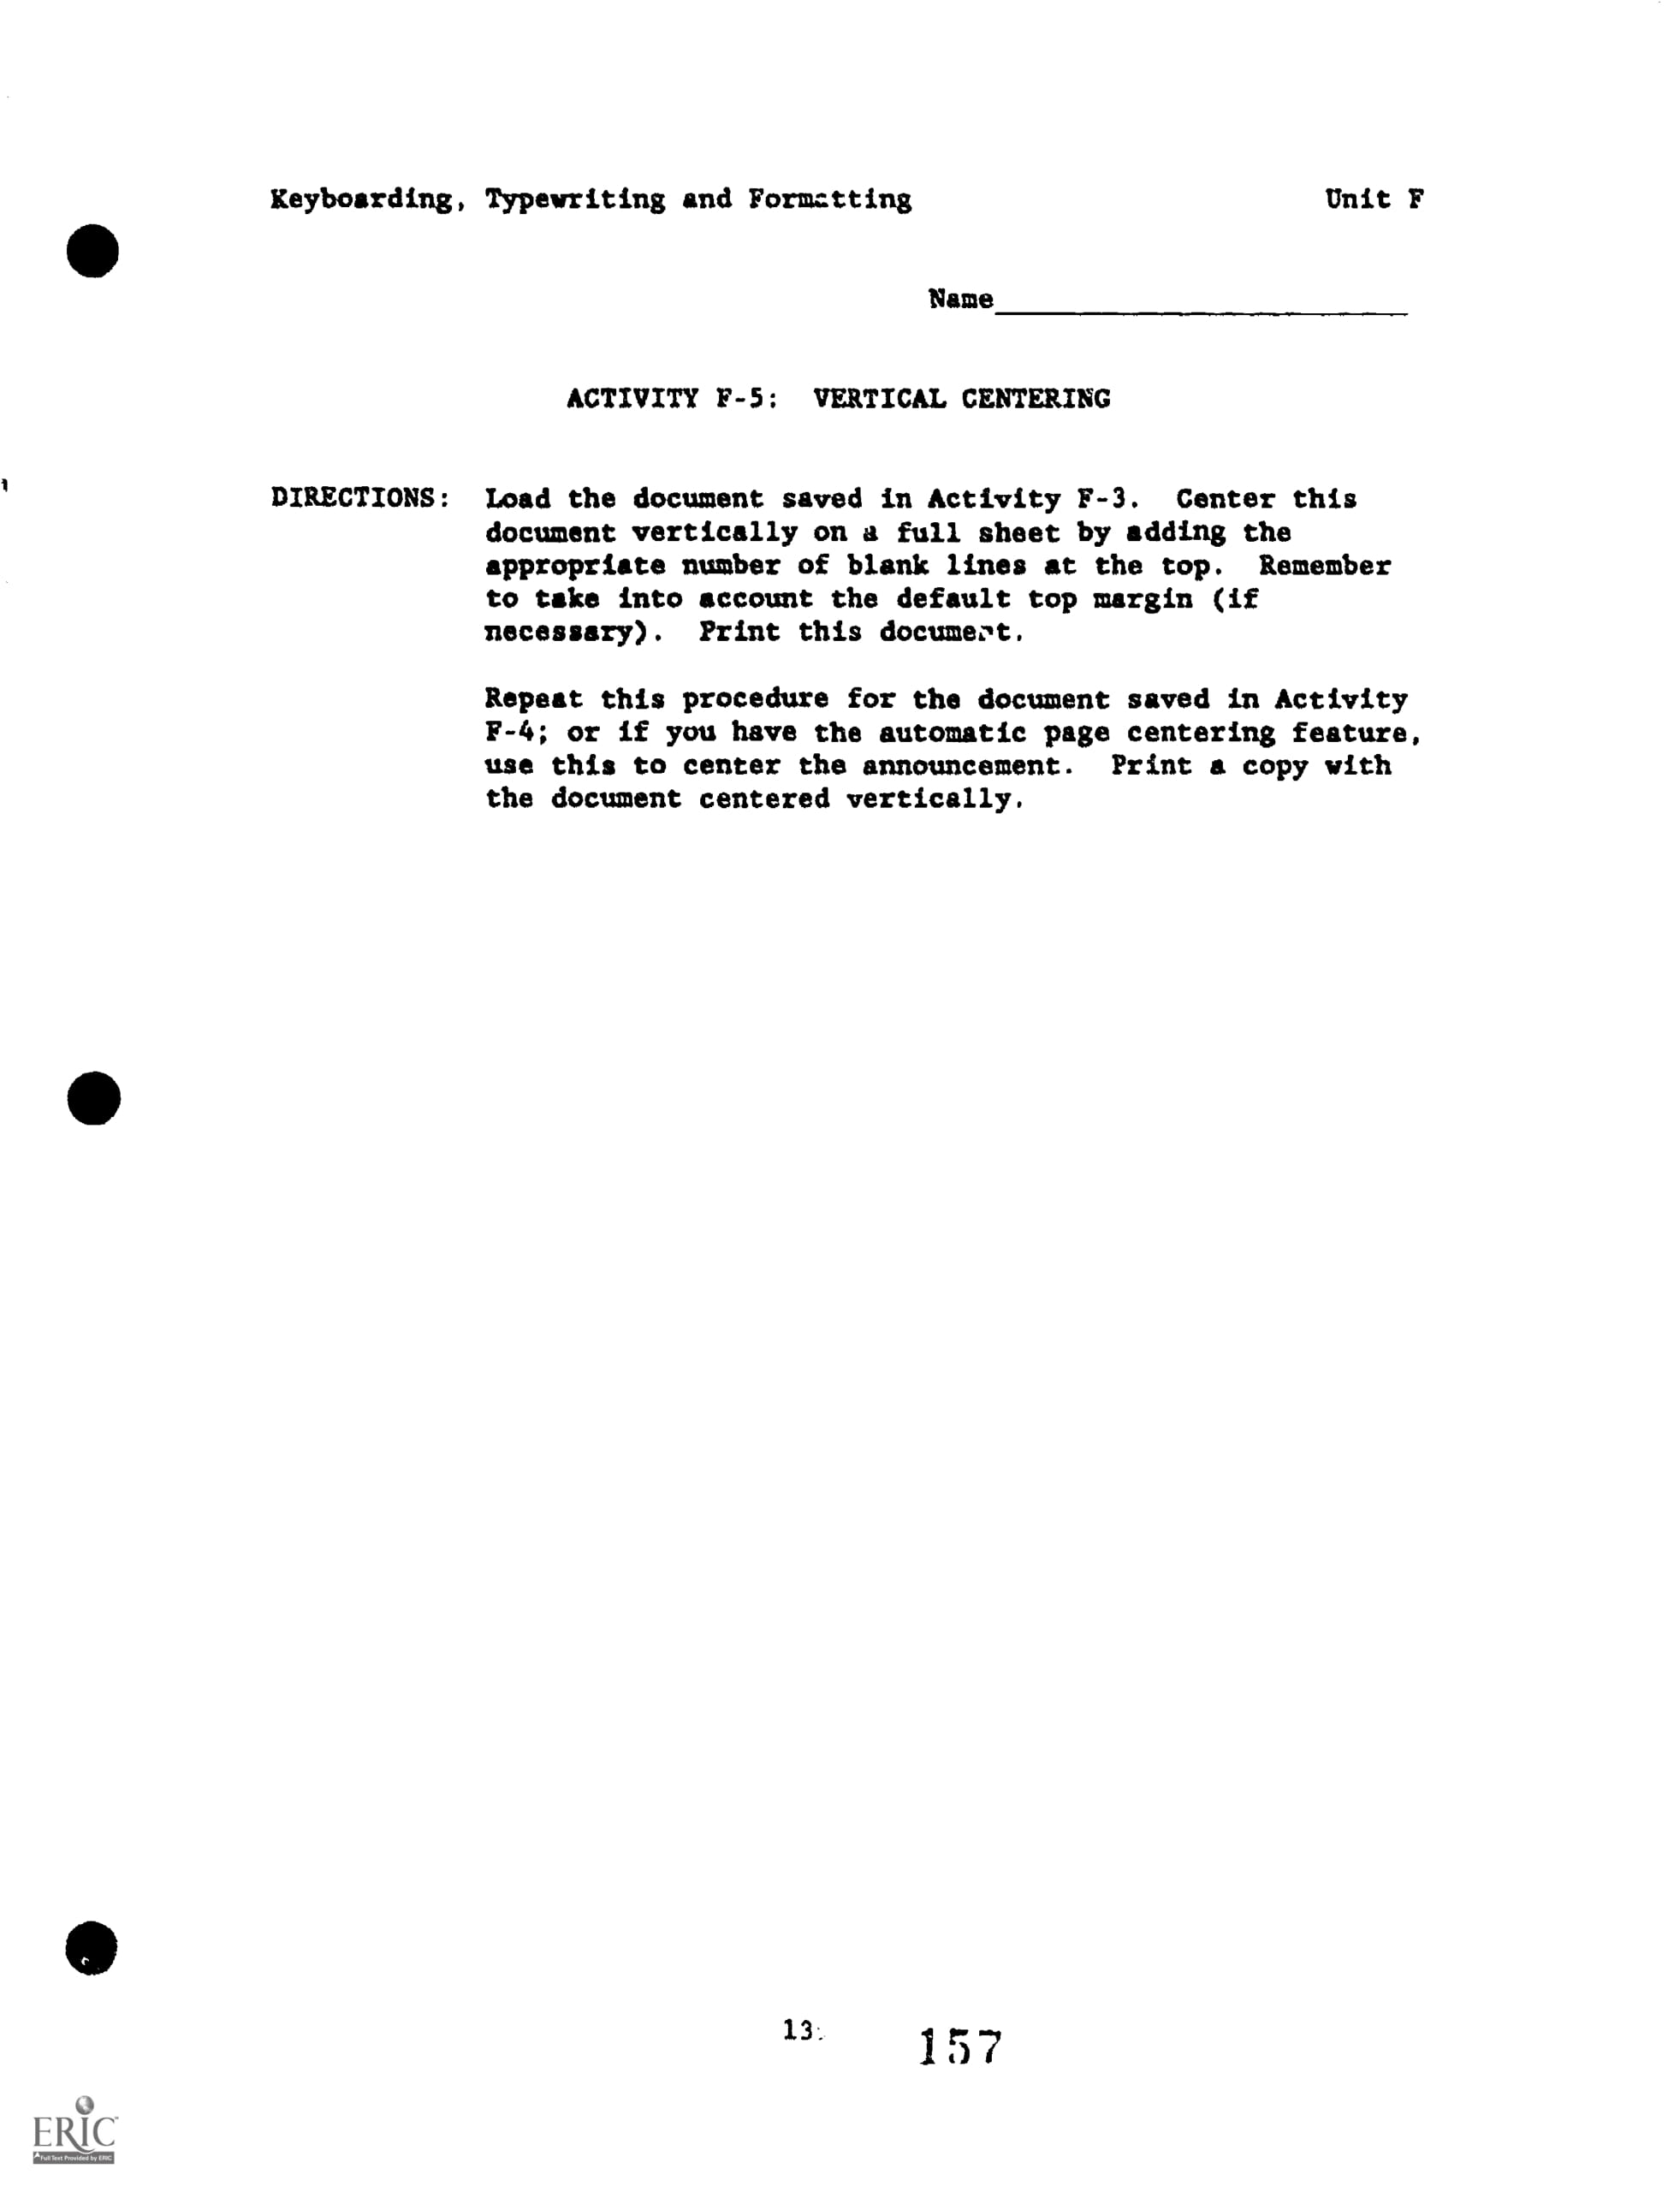 Keyboarding, Typewriting and Formatting Unit F
Name
ACTIVITY F-5: VERTICAL CENTERING
DIRECTIONS: Load the document saved in Activity F-3. Center this
document vertically on a full sheet by adding the
appropriate number of blank lines at the top. Remember
to take into account the default top margin (if
necessary). Print this document.
Repeat this procedure for the document saved in Activity
F-4; or if you have the automatic page centering feature,
use this to center the announcement. Print a copy with
the document centered vertically.
157
ERIC
Full Text Provided by ERIC